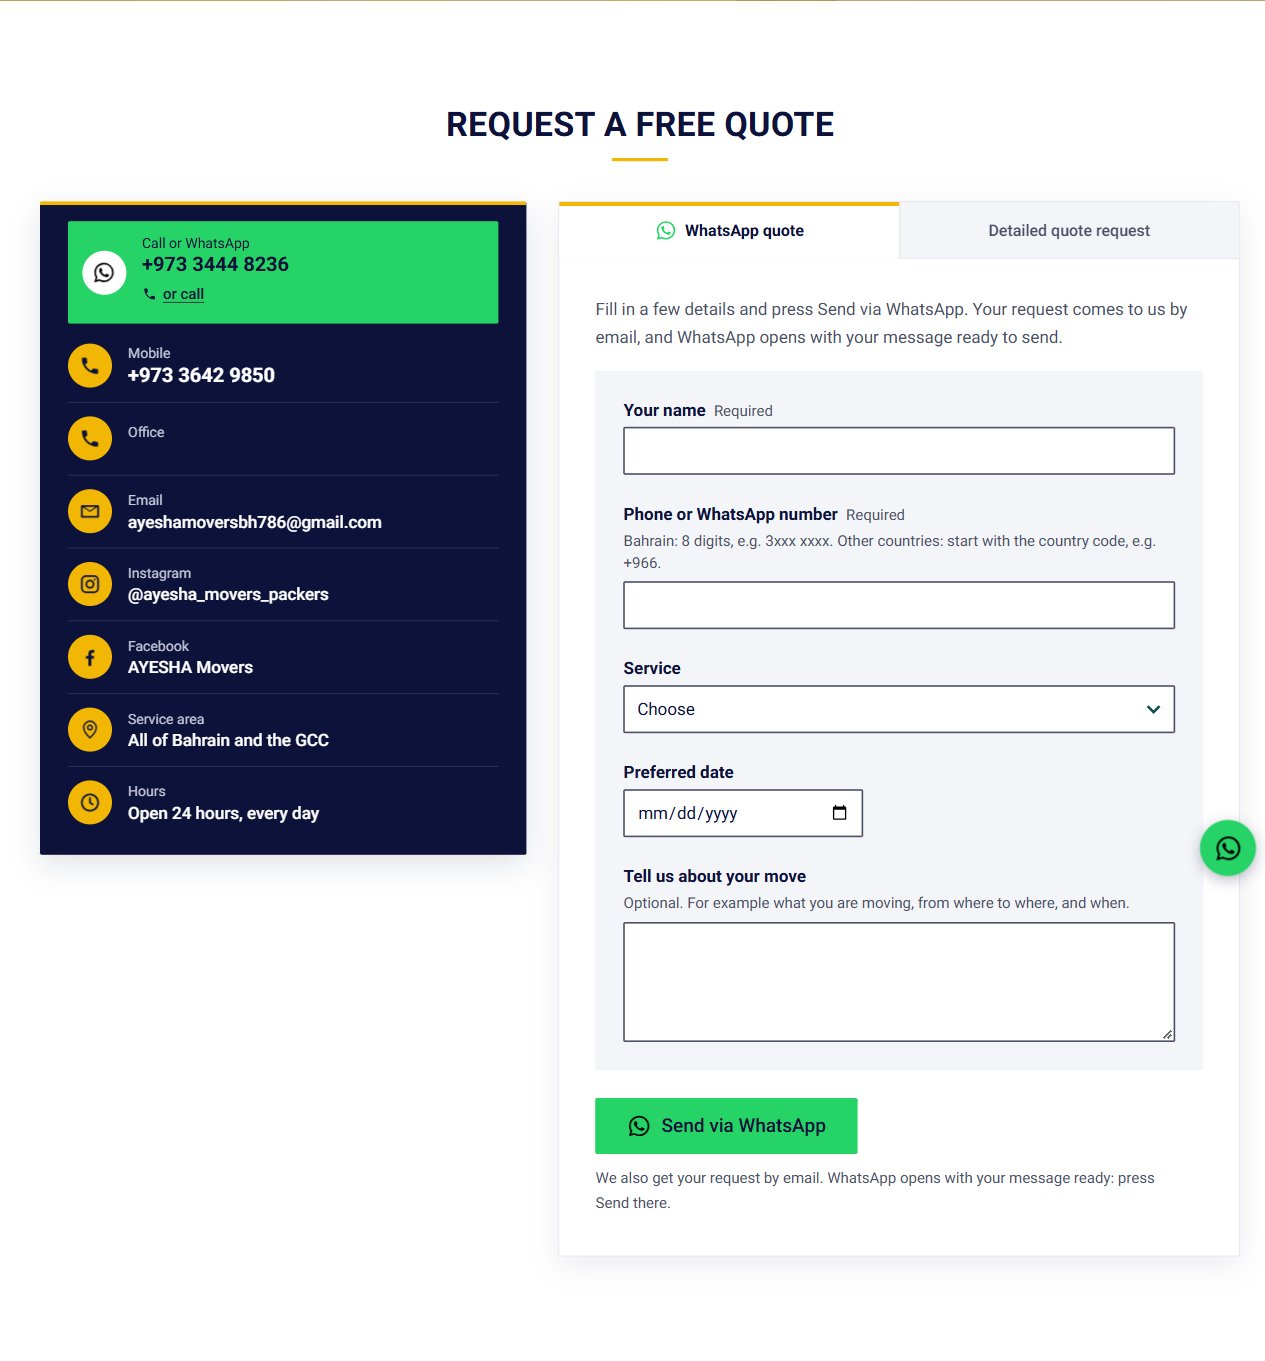 REQUEST A FREE QUOTE
Call or WhatsApp
+973 3444 8236
or call
Mobile
+973 3642 9850
Office
Email
ayeshamoversbh786@gmail.com
Instagram
@ayesha_movers_packers
Facebook
AYESHA Movers
Service area
All of Bahrain and the GCC
Hours
Open 24 hours, every day
WhatsApp quote
Detailed quote request
Fill in a few details and press Send via WhatsApp. Your request comes to us by
email, and WhatsApp opens with your message ready to send.
Your name Required
Phone or WhatsApp number Required
Bahrain: 8 digits, e.g. 3xxx xxxx. Other countries: start with the country code, e.g.
+966.
Service
Choose
Preferred date
mm/dd/yyyy
Tell us about your move
Optional. For example what you are moving, from where to where, and when.
Send via WhatsApp
We also get your request by email. WhatsApp opens with your message ready: press
Send there.